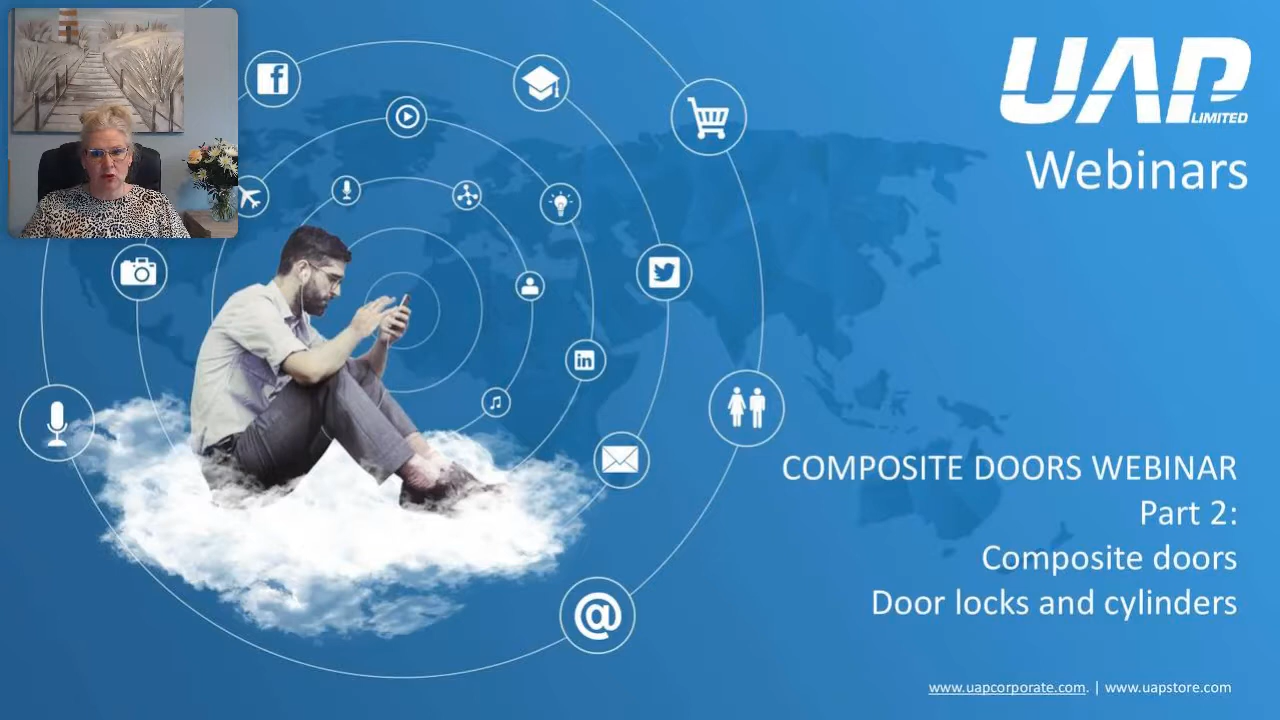 UAP
LIMITED
Webinars
COMPOSITE DOORS WEBINAR
Part 2:
Composite doors
Door locks and cylinders
www.uapcorporate.com. | www.uapstore.com